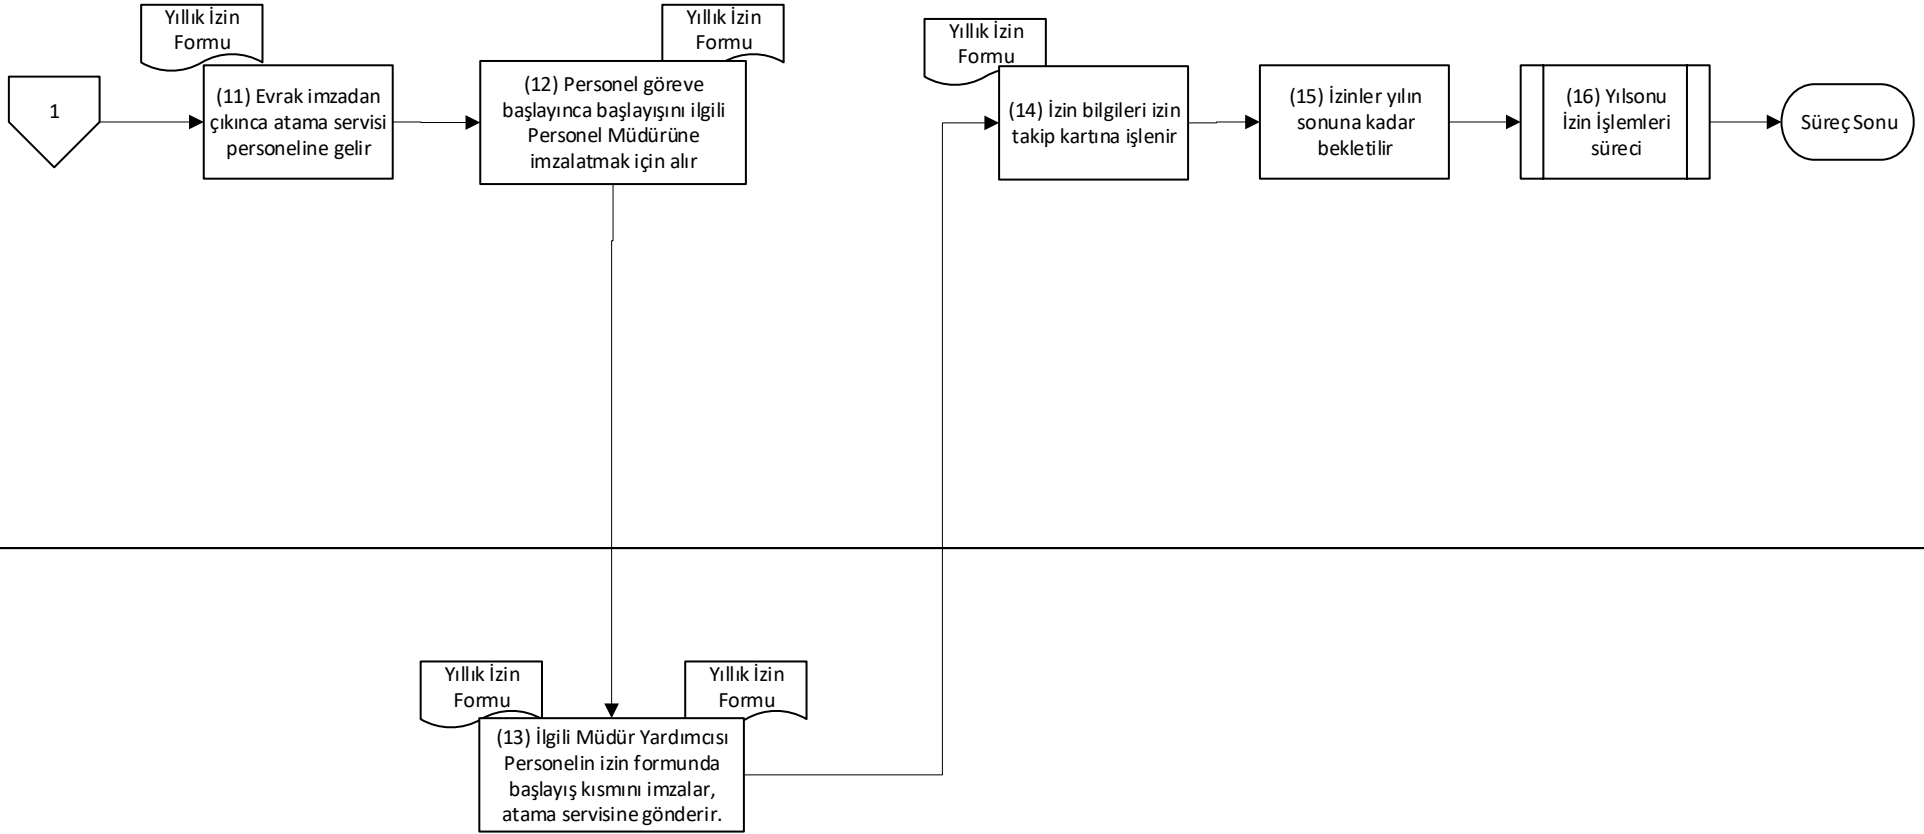 1
Yıllık İzin
Formu
(11) Evrak imzadan
çıkınca atama servisi
personeline gelir
Yıllık İzin
Formu
(12) Personel göreve
başlayınca başlayışını ilgili
Personel Müdürüne
imzalatmak için alır
Yıllık İzin
Formu
(14) İzin bilgileri izin
takip kartına işlenir
(15) İzinler yılın
sonuna kadar
bekletilir
(16) Yılsonu
İzin İşlemleri
süreci
Süreç Sonu
Yıllık İzin
Formu
Yıllık İzin
Formu
(13) İlgili Müdür Yardımcısı
Personelin izin formunda
başlayış kısmını imzalar,
atama servisine gönderir.